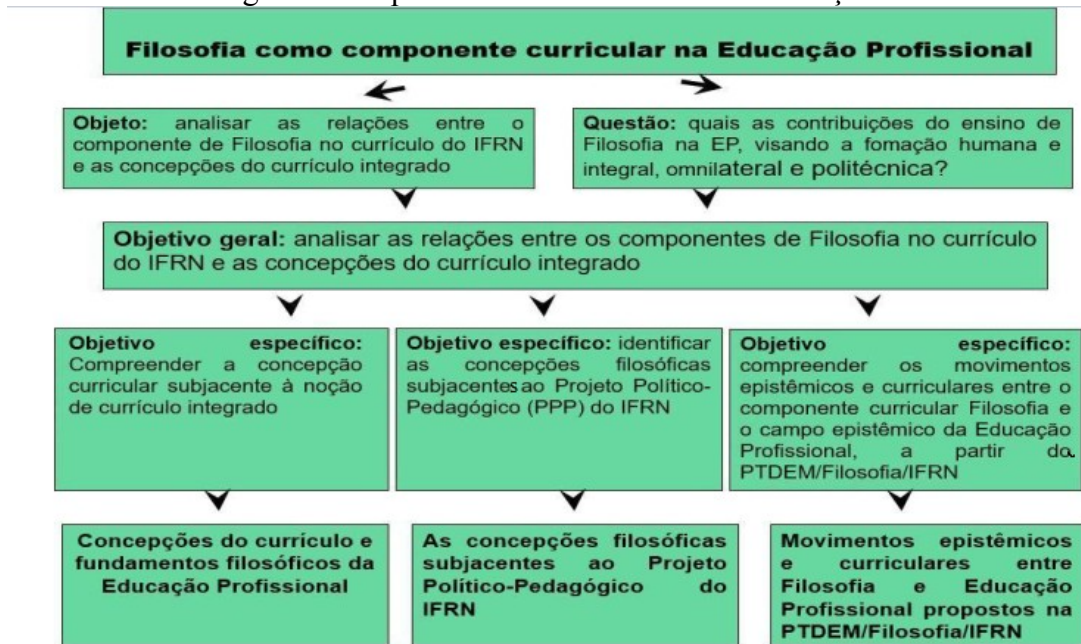 Filosofia como componente curricular na Educação Profissional
Objeto: analisar as relações entre o
componente de Filosofia no currículo do IFRN
e as concepções do currículo integrado
Questão: quais as contribuições do ensino de
Filosofia na EP, visando a fomação humana e
integral, omnilateral e politécnica?
Objetivo geral: analisar as relações entre os componentes de Filosofia no currículo
do IFRN e as concepções do currículo integrado
Objetivo específico:
Compreender a concepção
curricular subjacente à noção
de currículo integrado
Objetivo específico: identificar
as concepções filosóficas
subjacentes ao Projeto Político-
Pedagógico (PPP) do IFRN
Objetivo específico:
compreender os movimentos
epistêmicos e curriculares entre o
componente curricular Filosofia e
o campo epistêmico da Educação
Profissional, a partir do
PTDEM/Filosofia/IFRN
Concepções do currículo e
fundamentos filosóficos da
Educação Profissional
As concepções filosóficas
subjacentes ao Projeto
Político-Pedagógico do
IFRN
Movimentos epistêmicos
e curriculares entre
Filosofia e Educação
Profissional propostos na
PTDEM/Filosofia/IFRN